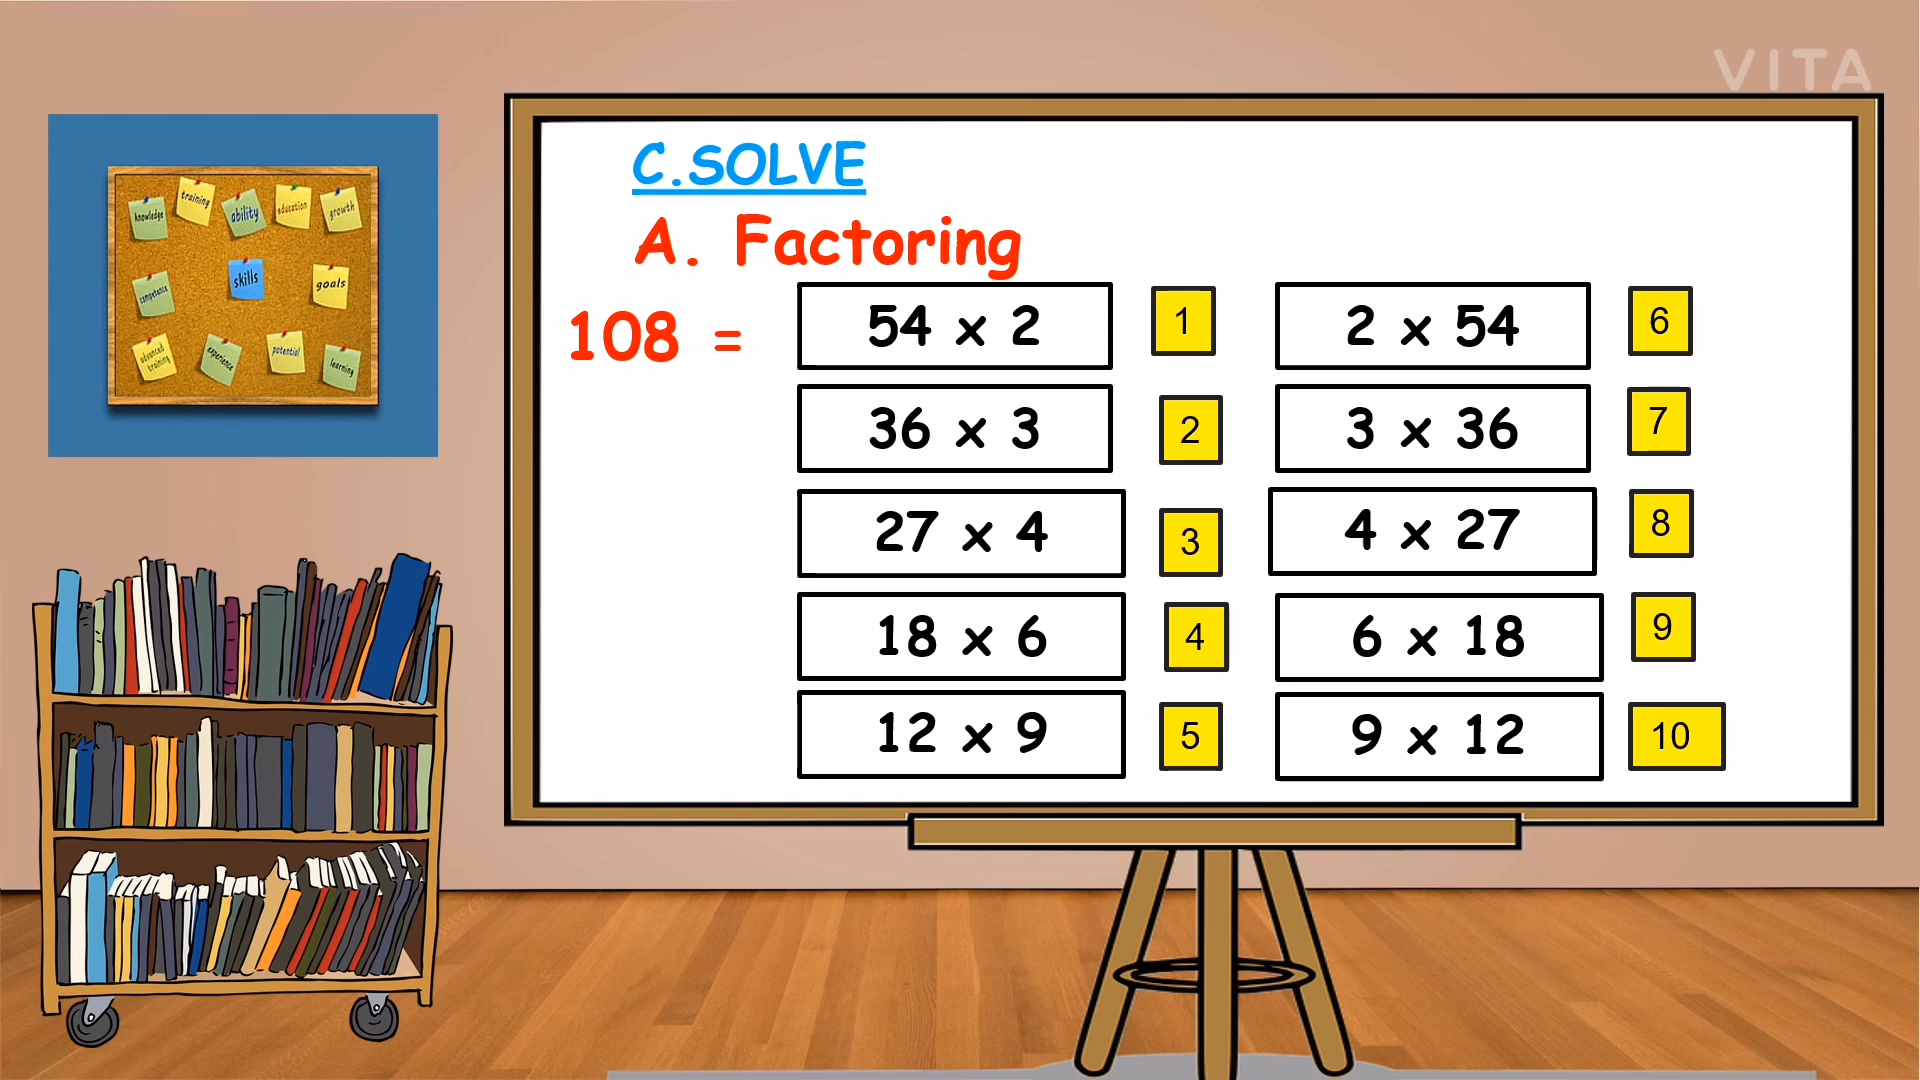 VITA
C.SOLVE
A. Factoring
108 =
54 x 2
1
2 x 54
6
36 x 3
2
3 x 36
7
27 x 4
3
4 x 27
8
18 x 6
4
6 x 18
9
12 x 9
5
9 x 12
10
knowledge
training
ability
education
growth
competence
skills
goals
advanced
training
experience
potential
learning